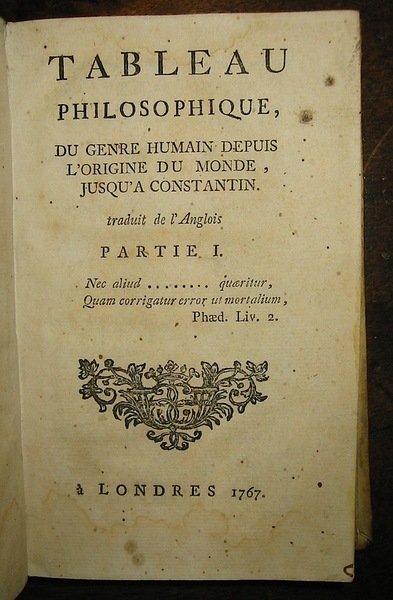 TABLEAU
PHILOSOPHIQUE,
DU GENRE HUMAIN DEPUIS
L'ORIGINE DU MONDE,
JUSQU'A CONSTANTIN.
traduit de l'Anglois
PARTIE I.
Nec aliud ........ quæritur,
Quam corrigatur error ut mortalium,
Phæd. Liv. 2.
à LONDRES 1767.